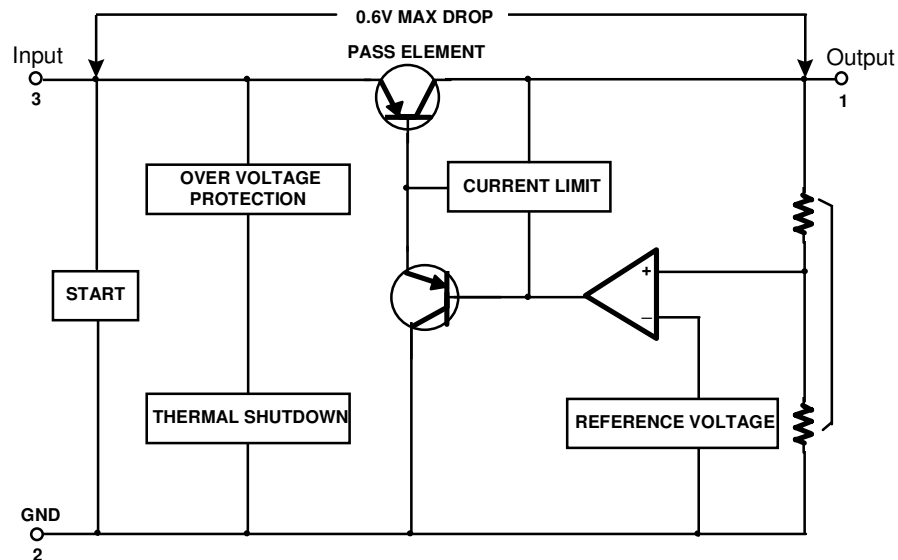 0.6V MAX DROP
PASS ELEMENT
Input
Output
3
1
OVER VOLTAGE
PROTECTION
CURRENT LIMIT
START
+
–
THERMAL SHUTDOWN
REFERENCE VOLTAGE
GND
2